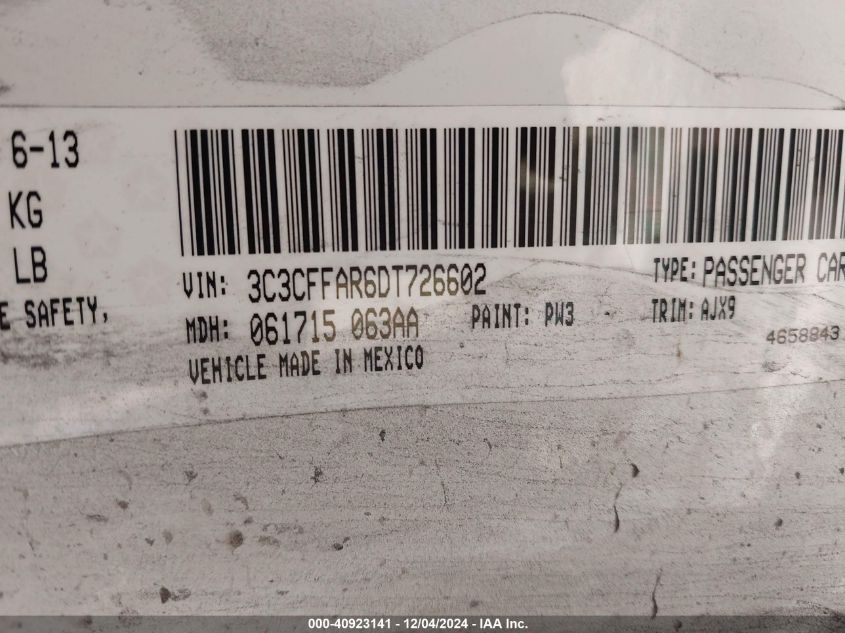 6-13
KG
LB
E SAFETY,
VIN: 3C3CFFAR6DT726602
TYPE: PASSENGER CAR
MDH: 061715 063AA
PAINT: PW3
TRIM: AJX9
VEHICLE MADE IN MEXICO
4658843
000-40923141 - 12/04/2024 - IAA Inc.